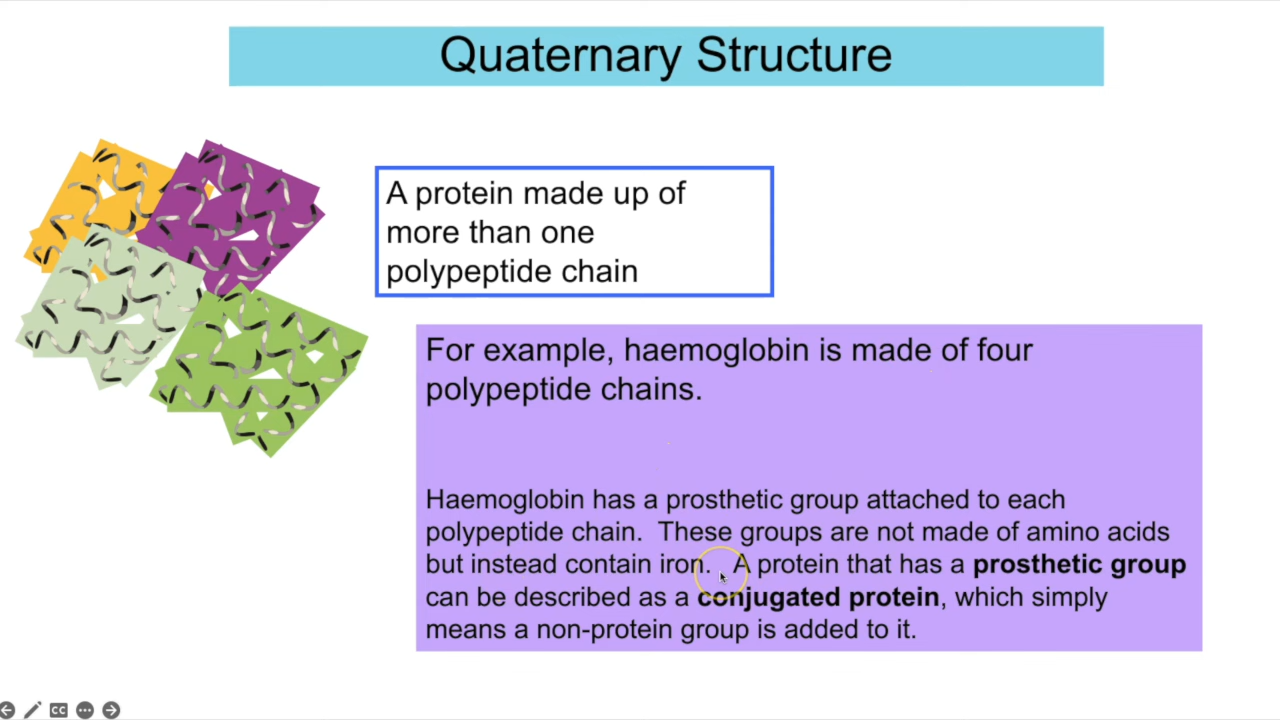 Quaternary Structure
A protein made up of
more than one
polypeptide chain
For example, haemoglobin is made of four
polypeptide chains.
Haemoglobin has a prosthetic group attached to each
polypeptide chain.  These groups are not made of amino acids
but instead contain iron.   A protein that has a prosthetic group
can be described as a conjugated protein, which simply
means a non-protein group is added to it.
CC